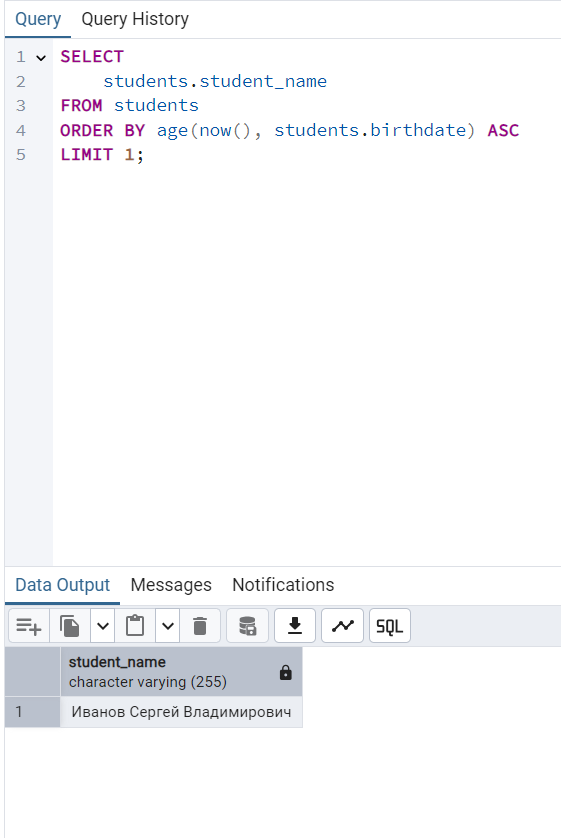 Query Query History
1 SELECT
2 students.student_name
3 FROM students
4 ORDER BY age(now(), students.birthdate) ASC
5 LIMIT 1;
Data Output Messages Notifications
SQL
student_name
character varying (255)
1 Иванов Сергей Владимирович